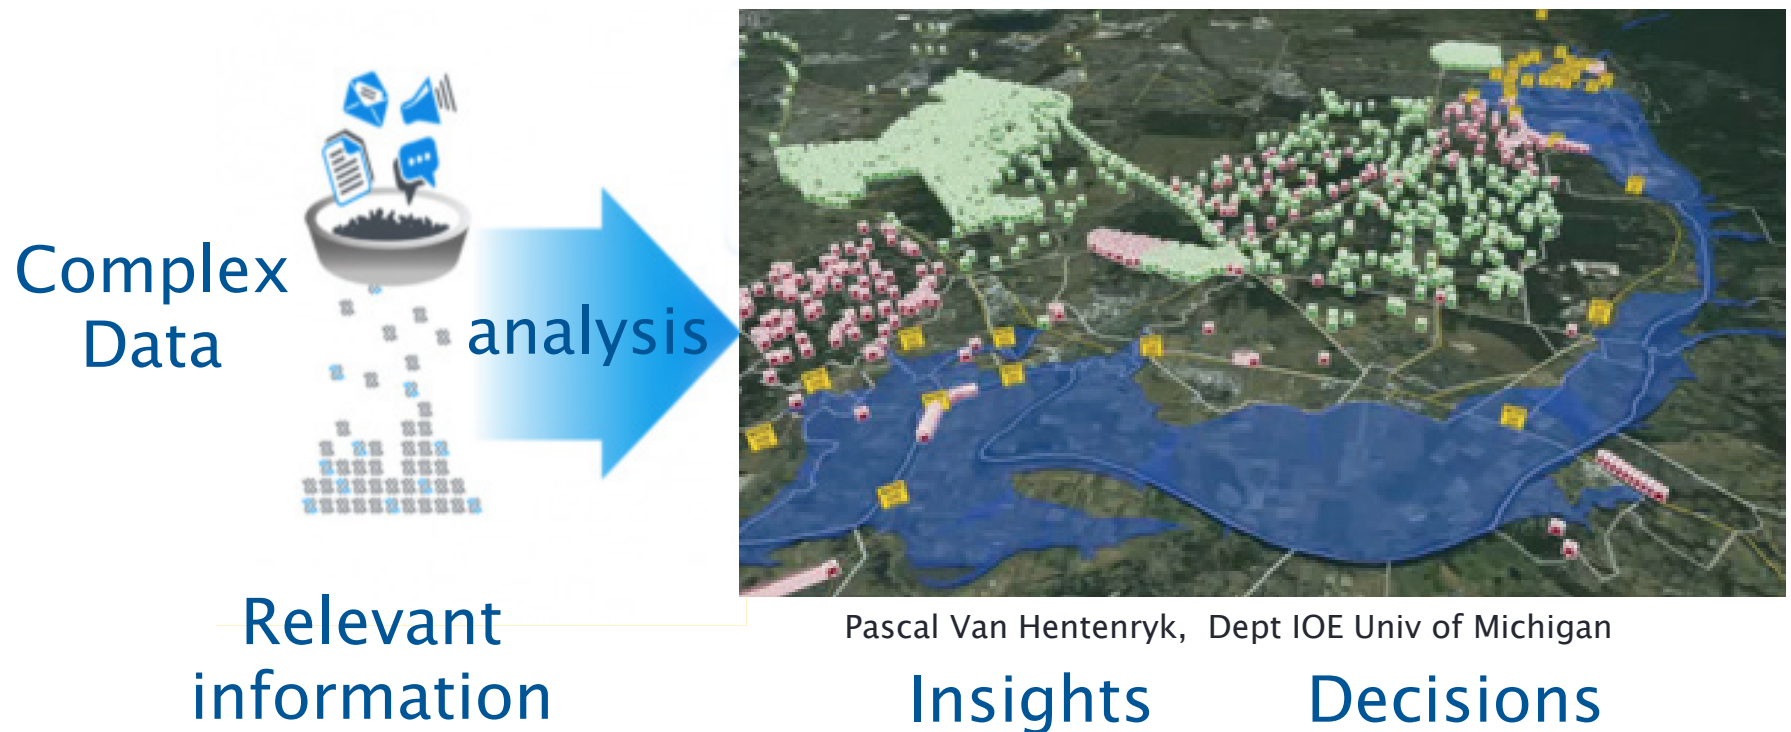 Complex
Data
analysis
Relevant
information
Pascal Van Hentenryk, Dept IOE Univ of Michigan
Insights
Decisions